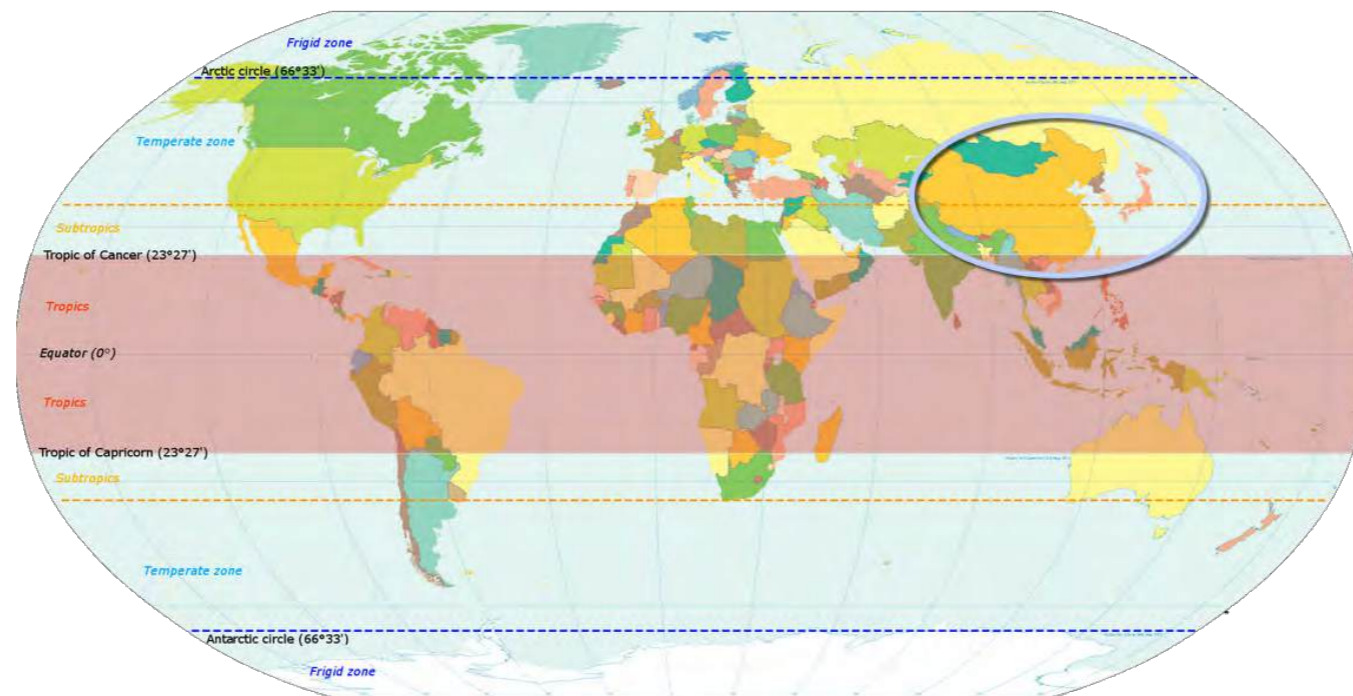 Frigid zone
Arctic circle (66°33')
Temperate zone
Subtropics
Tropic of Cancer (23°27')
Tropics
Equator (0°)
Tropics
Tropic of Capricorn (23°27')
Subtropics
Temperate zone
Antarctic circle (66°33')
Frigid zone